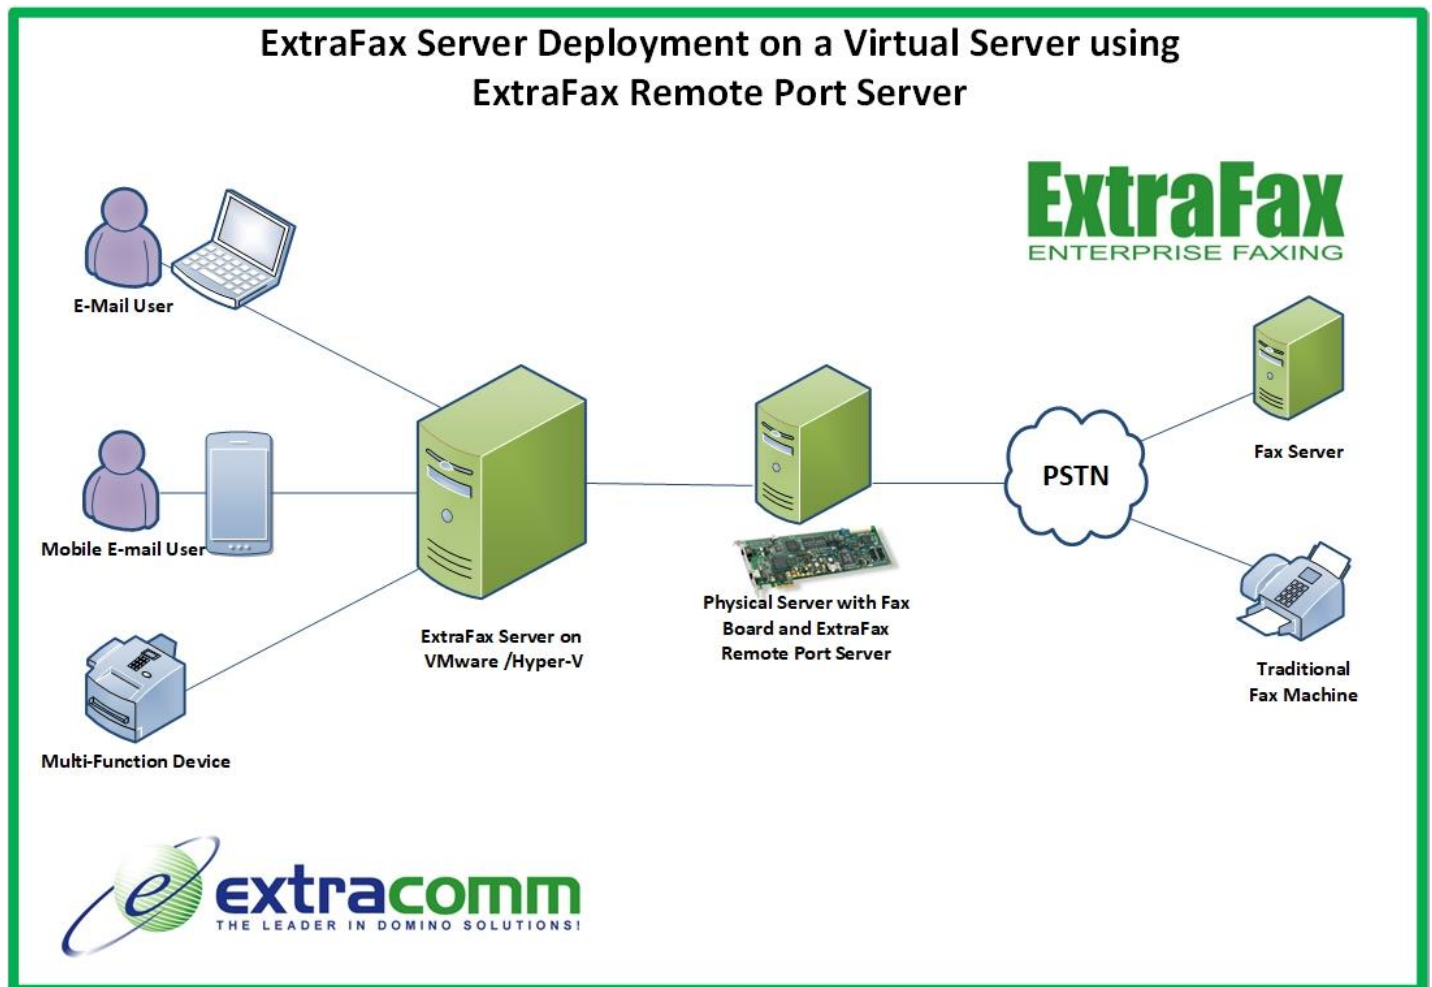 ExtraFax Server Deployment on a Virtual Server using
ExtraFax Remote Port Server
ExtraFax
ENTERPRISE FAXING
E-Mail User
Fax Server
PSTN
Mobile E-mail User
Physical Server with Fax
Board and ExtraFax
Remote Port Server
ExtraFax Server on
VMware /Hyper-V
Traditional
Fax Machine
Multi-Function Device
e
extracomm
THE LEADER IN DOMINO SOLUTIONS!